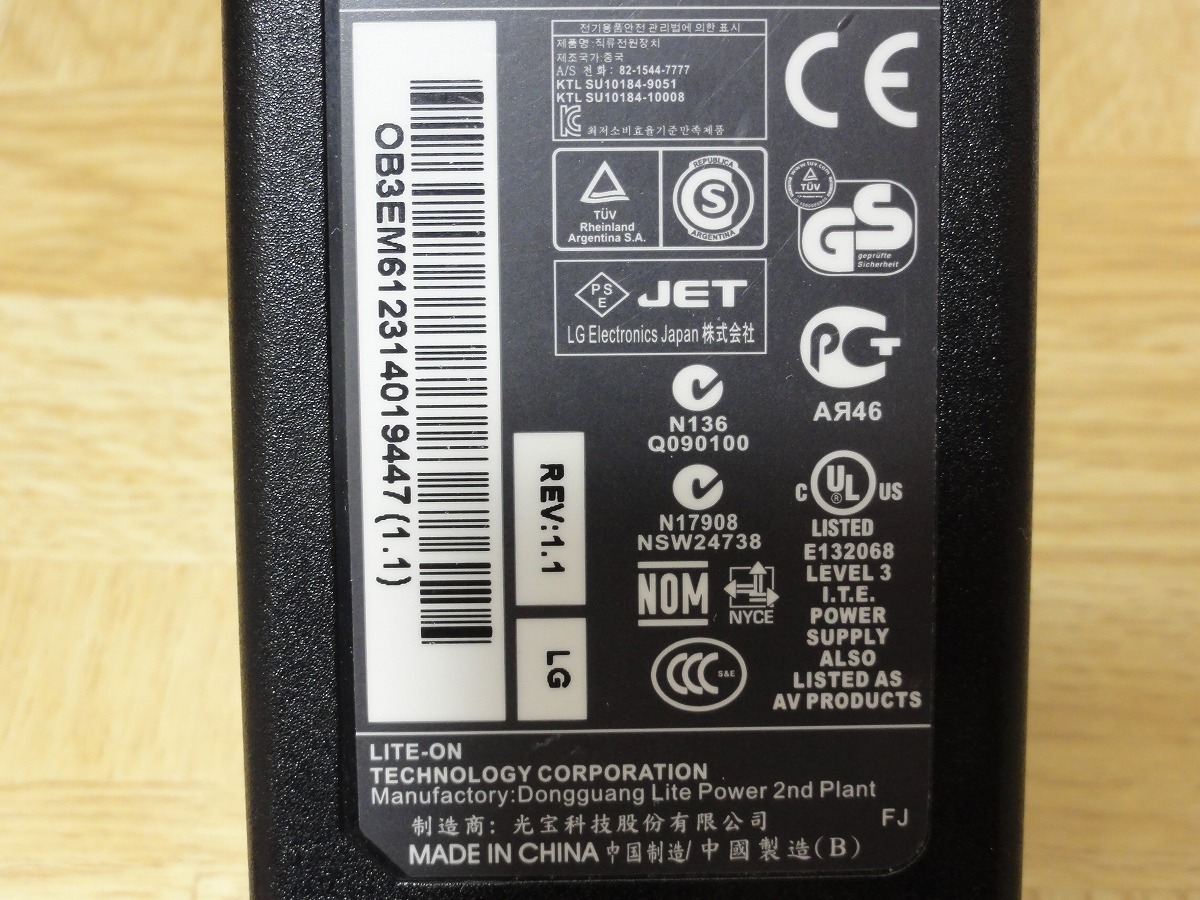 전기용품안전 관리법에 의한 표시
제품명:직류전원장치
제조국가:중국
A/S 전화: 82-1544-7777
KTL SU10184-9051
KTL SU10184-10008
최저소비효율기준만족제품
CE
TÜV
Rheinland
Argentina S.A.
REPUBLICA
S
ARGENTINA
www.tuv.com
TÜV
GS
geprüfte
Sicherheit
PSE JET
LG Electronics Japan 株式会社
PCT
АЯ46
N136
Q090100
N17908
NSW24738
NOM
NYCE
CCC S&E
C UL ® US
LISTED
E132068
LEVEL 3
I.T.E.
POWER
SUPPLY
ALSO
LISTED AS
AV PRODUCTS
OB3EM612314019447 (1.1)
REV:1.1
LG
LITE-ON
TECHNOLOGY CORPORATION
Manufactory:Dongguang Lite Power 2nd Plant
制造商: 光宝科技股份有限公司
FJ
MADE IN CHINA 中国制造/ 中國製造(B)